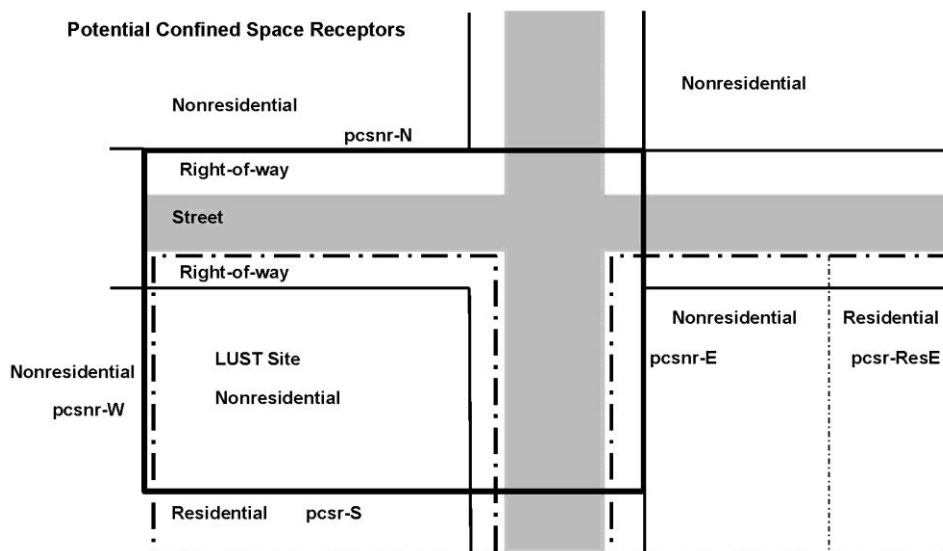 Potential Confined Space Receptors
Nonresidential
Nonresidential
pcsnr-N
Right-of-way
Street
Right-of-way
Nonresidential
Residential
LUST Site
pcsnr-E
pcsr-ResE
Nonresidential
pcsnr-W
Nonresidential
Residential pcsr-S